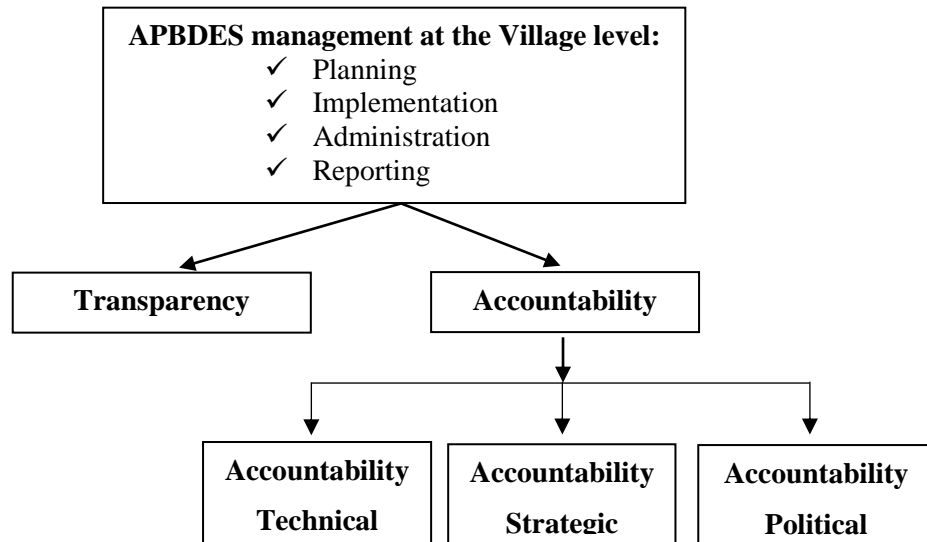 APBDES management at the Village level:
✓ Planning
✓ Implementation
✓ Administration
✓ Reporting
Transparency
Accountability
Accountability
Technical
Accountability
Strategic
Accountability
Political